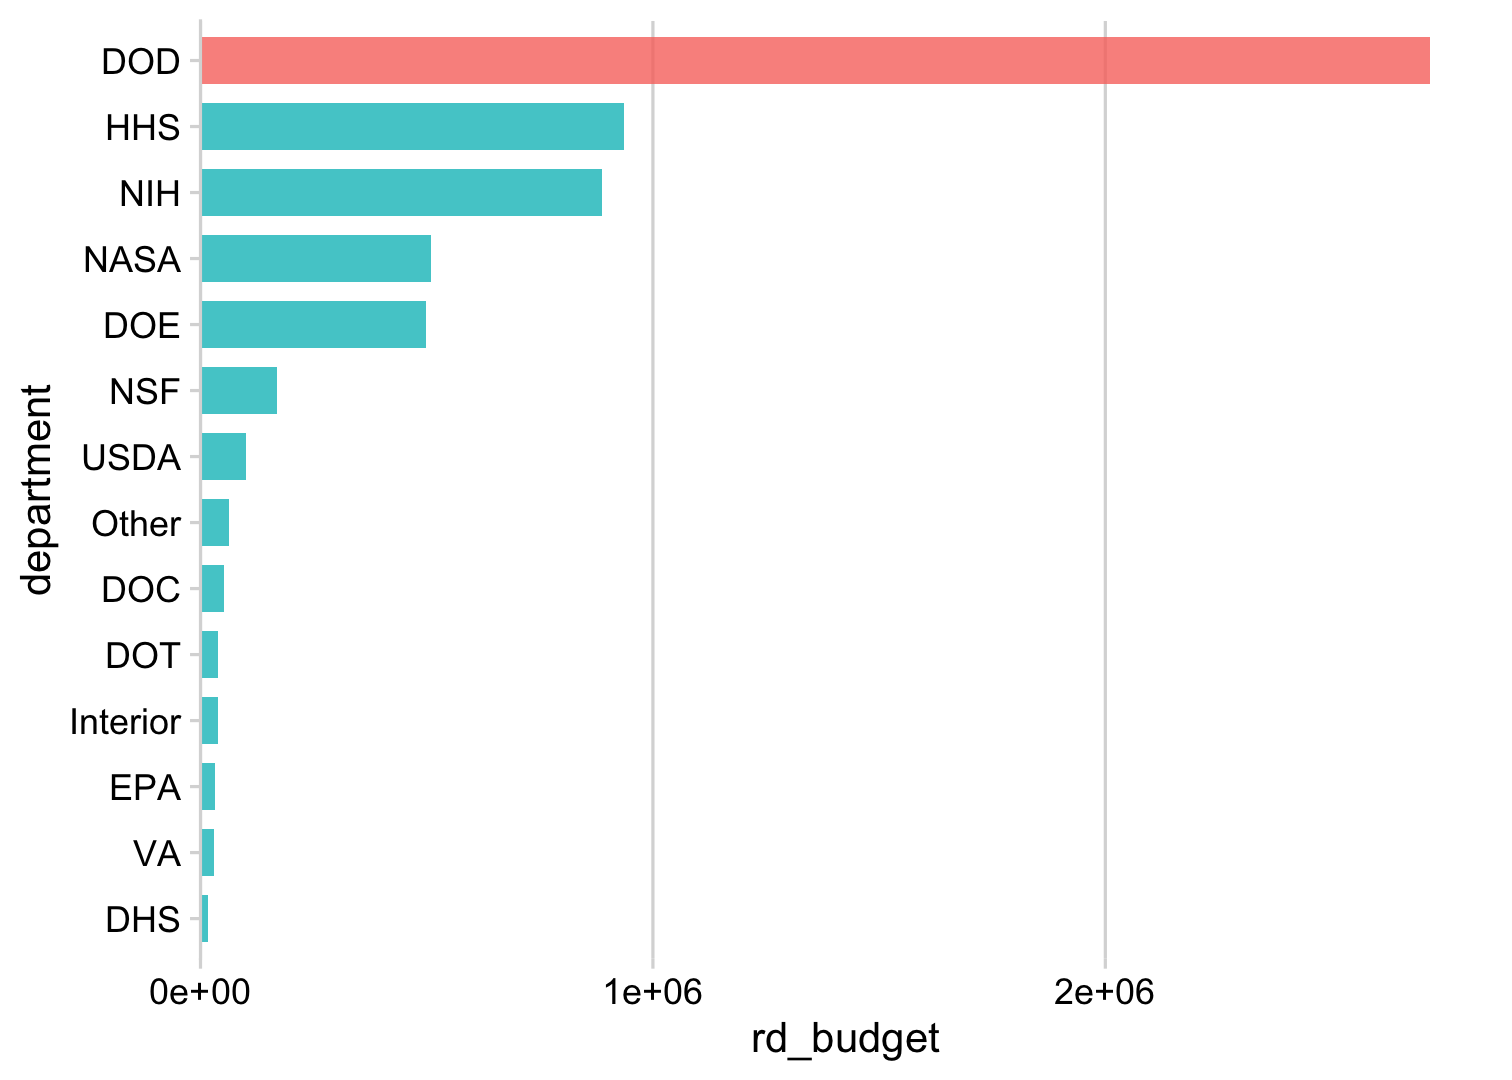 DOD
HHS
NIH
NASA
DOE
NSF
USDA
Other
DOC
DOT
Interior
EPA
VA
DHS
department
0e+00 1e+06 2e+06
rd_budget